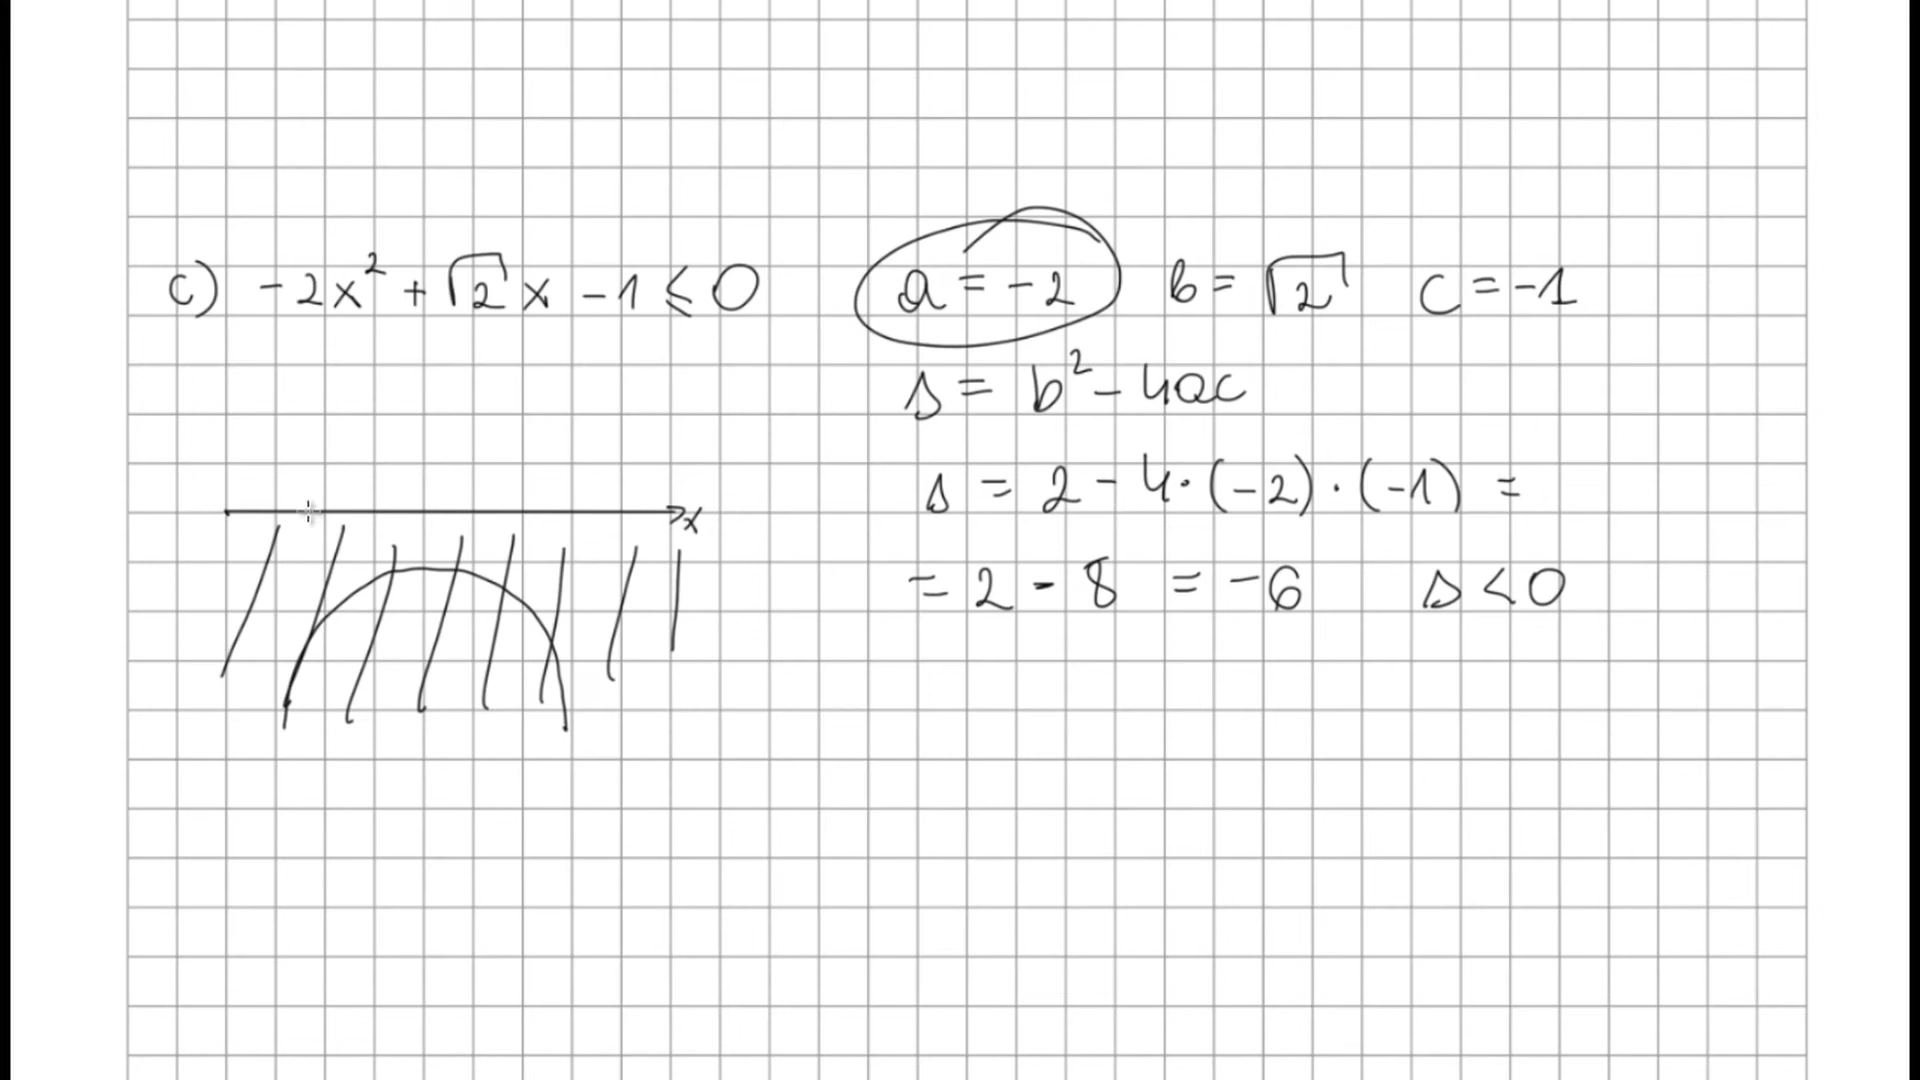 c) -2x² + √2 x - 1 ≤ 0 a = -2 b = √2 c = -1
Δ = b² - 4ac
Δ = 2 - 4·(-2)·(-1) =
x
= 2 - 8 = -6 Δ < 0